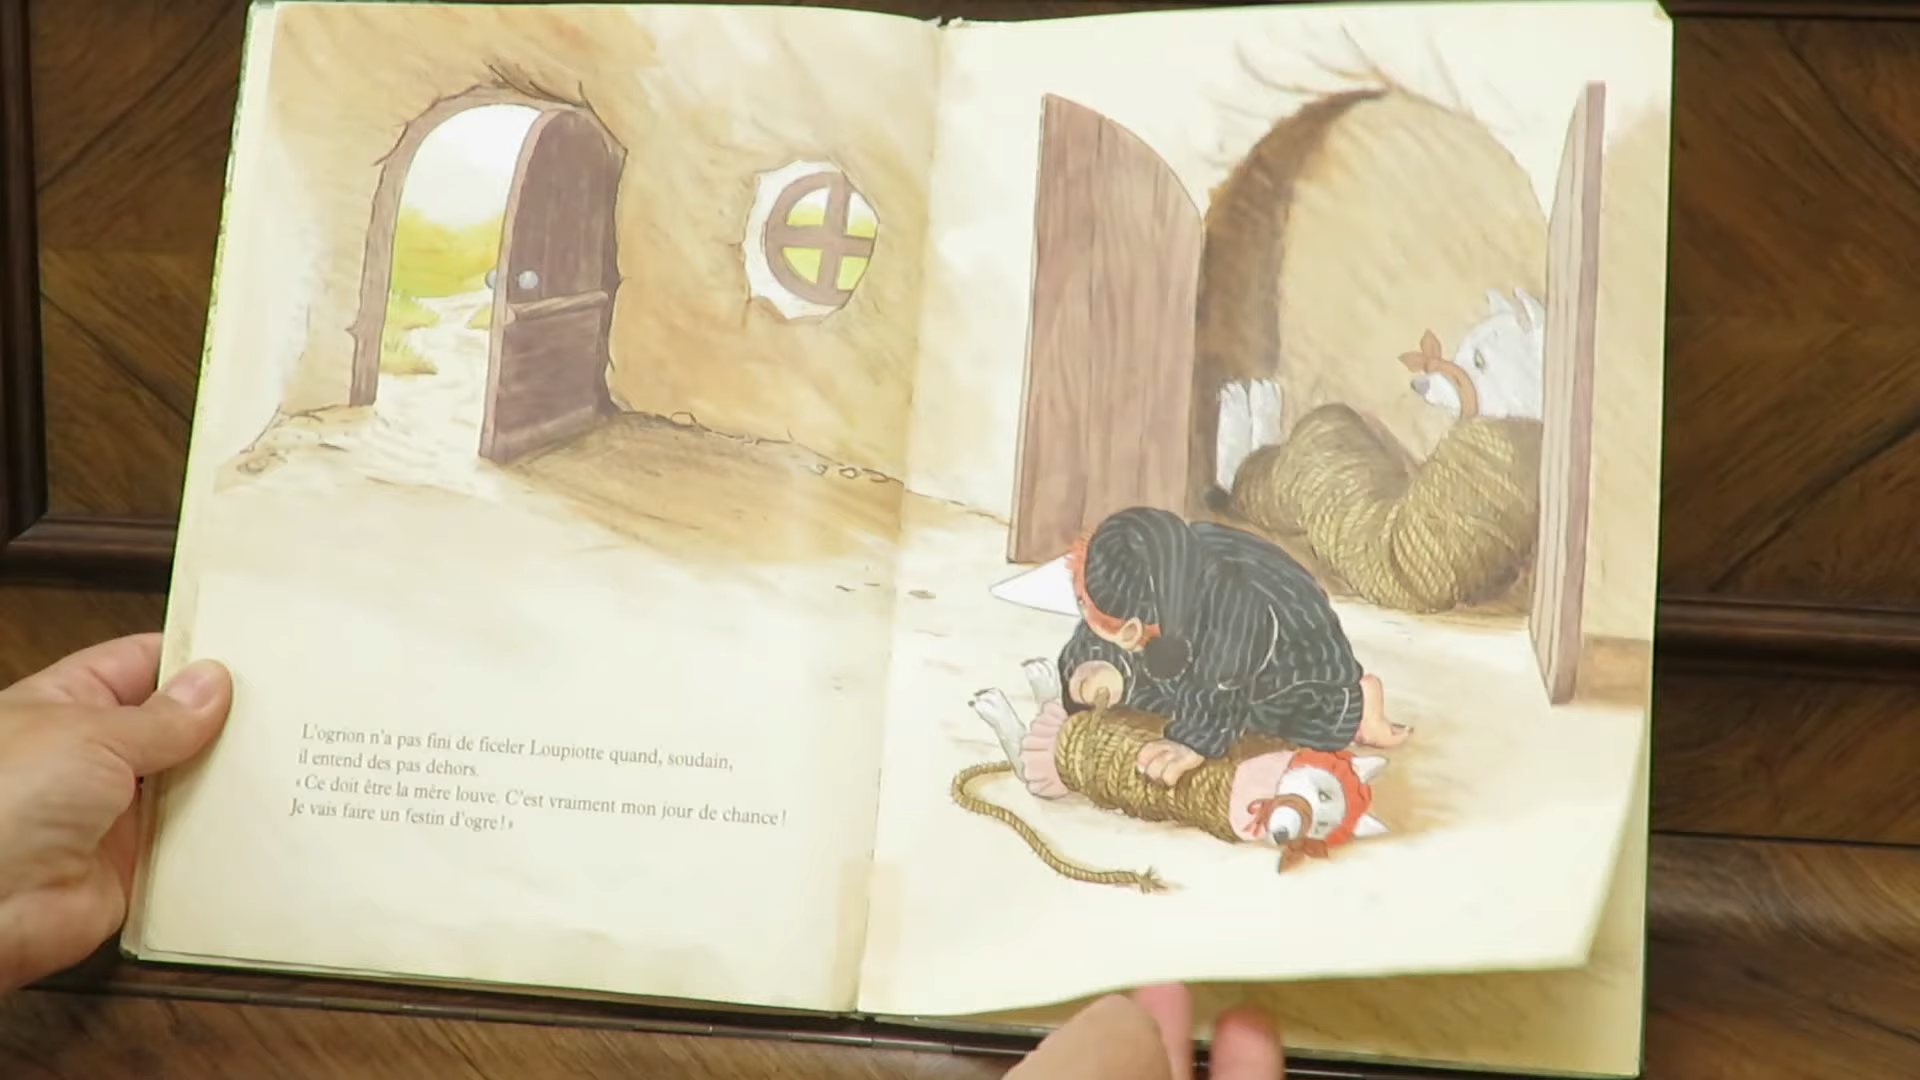 L'ogrion n'a pas fini de ficeler Loupiotte quand, soudain,
il entend des pas dehors.
« Ce doit être la mère louve. C'est vraiment mon jour de chance !
Je vais faire un festin d'ogre ! »